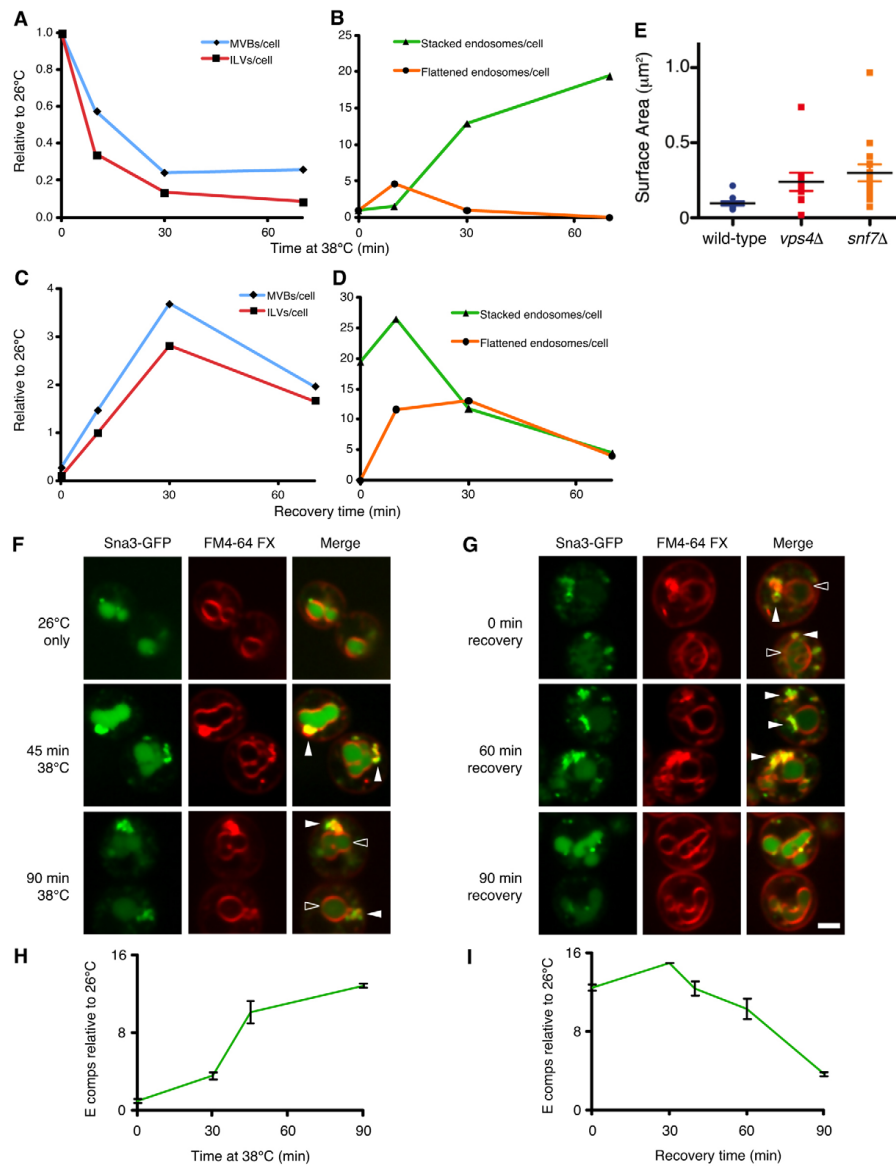 A
Relative to 26°C
1.0
0.8
0.6
0.4
0.2
0.0
0
30
60
MVBs/cell
ILVs/cell
B
25
20
15
10
5
0
0
30
60
Stacked endosomes/cell
Flattened endosomes/cell
Time at 38°C (min)
E
Surface Area (μm²)
1.0
0.5
0
wild-type
vps4Δ
snf7Δ
C
Relative to 26°C
4
3
2
1
0
0
30
60
MVBs/cell
ILVs/cell
D
30
25
20
15
10
5
0
0
30
60
Stacked endosomes/cell
Flattened endosomes/cell
Recovery time (min)
F
Sna3-GFP
FM4-64 FX
Merge
26°C
only
45 min
38°C
90 min
38°C
G
Sna3-GFP
FM4-64 FX
Merge
0 min
recovery
60 min
recovery
90 min
recovery
H
E comps relative to 26°C
16
8
0
0
30
60
90
Time at 38°C (min)
I
E comps relative to 26°C
16
8
0
0
30
60
90
Recovery time (min)